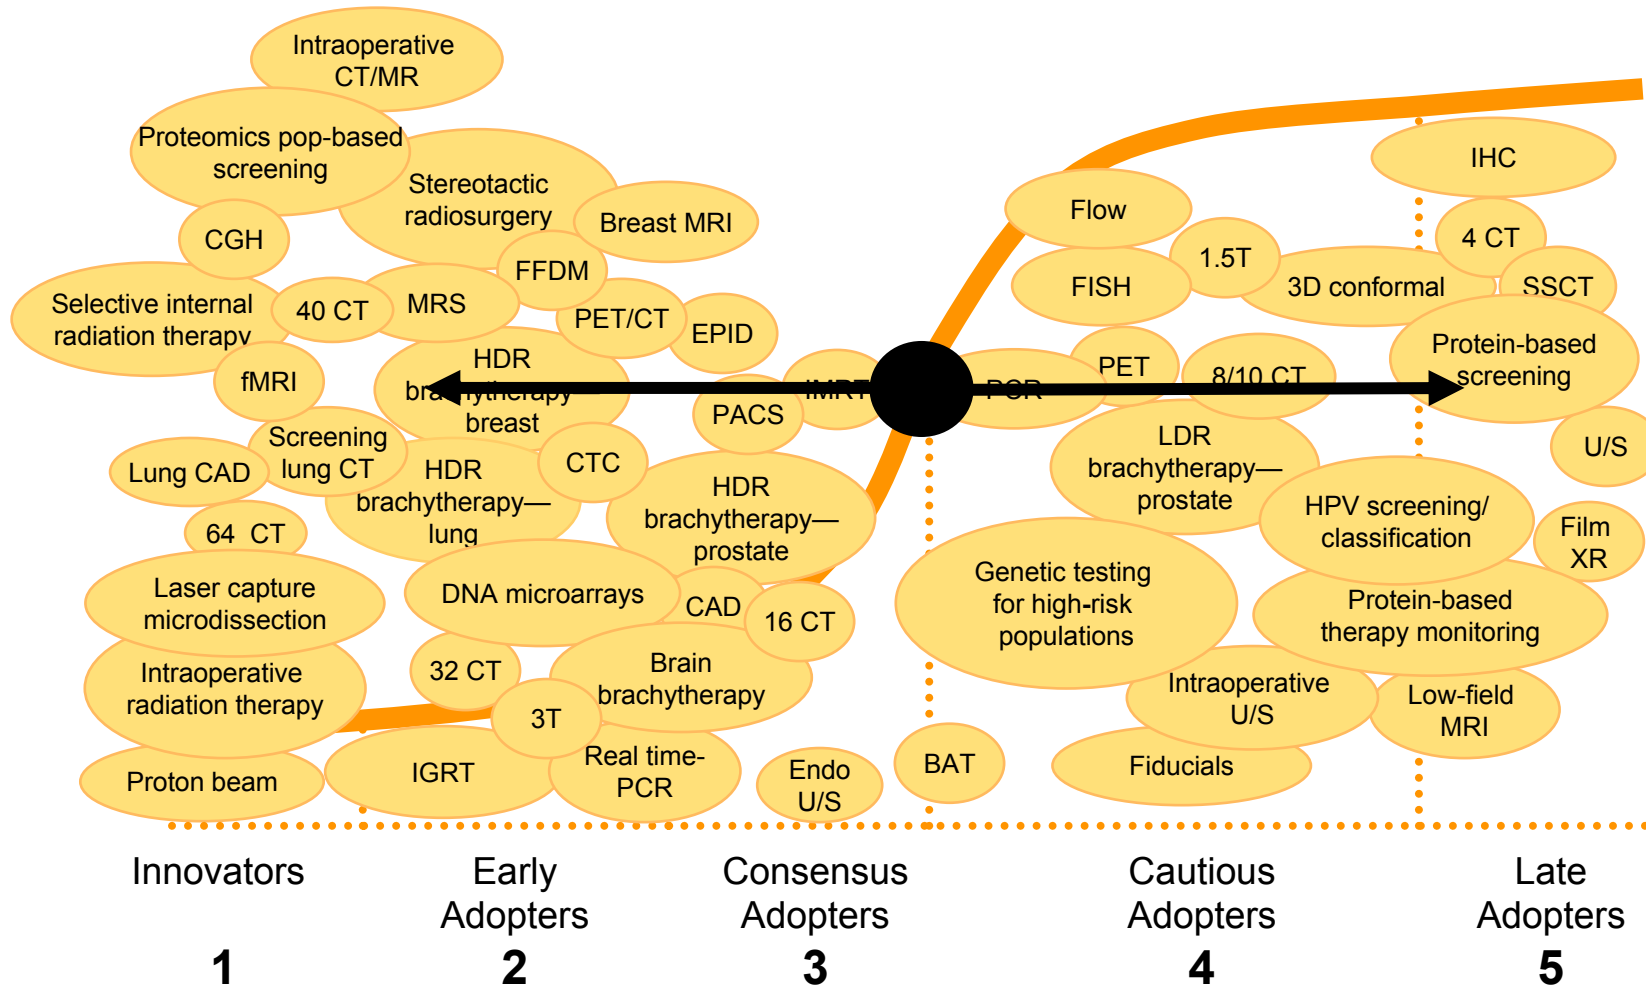 Intraoperative
CT/MR
Proteomics pop-based
screening
Stereotactic
radiosurgery
Breast MRI
CGH
FFDM
Selective internal
radiation therapy
40 CT
MRS
PET/CT
EPID
fMRI
HDR
brachytherapy—
breast
PACS
IMRT
Lung CAD
Screening
lung CT
HDR
brachytherapy—
lung
CTC
HDR
brachytherapy—
prostate
64 CT
Laser capture
microdissection
DNA microarrays
CAD
16 CT
Intraoperative
radiation therapy
32 CT
3T
Brain
brachytherapy
Proton beam
IGRT
Real time-
PCR
Endo
U/S
BAT
IHC
Flow
1.5T
4 CT
FISH
3D conformal
SSCT
PCR
PET
8/10 CT
Protein-based
screening
U/S
LDR
brachytherapy—
prostate
HPV screening/
classification
Film
XR
Genetic testing
for high-risk
populations
Protein-based
therapy monitoring
Intraoperative
U/S
Low-field
MRI
Fiducials
Innovators
1
Early
Adopters
2
Consensus
Adopters
3
Cautious
Adopters
4
Late
Adopters
5